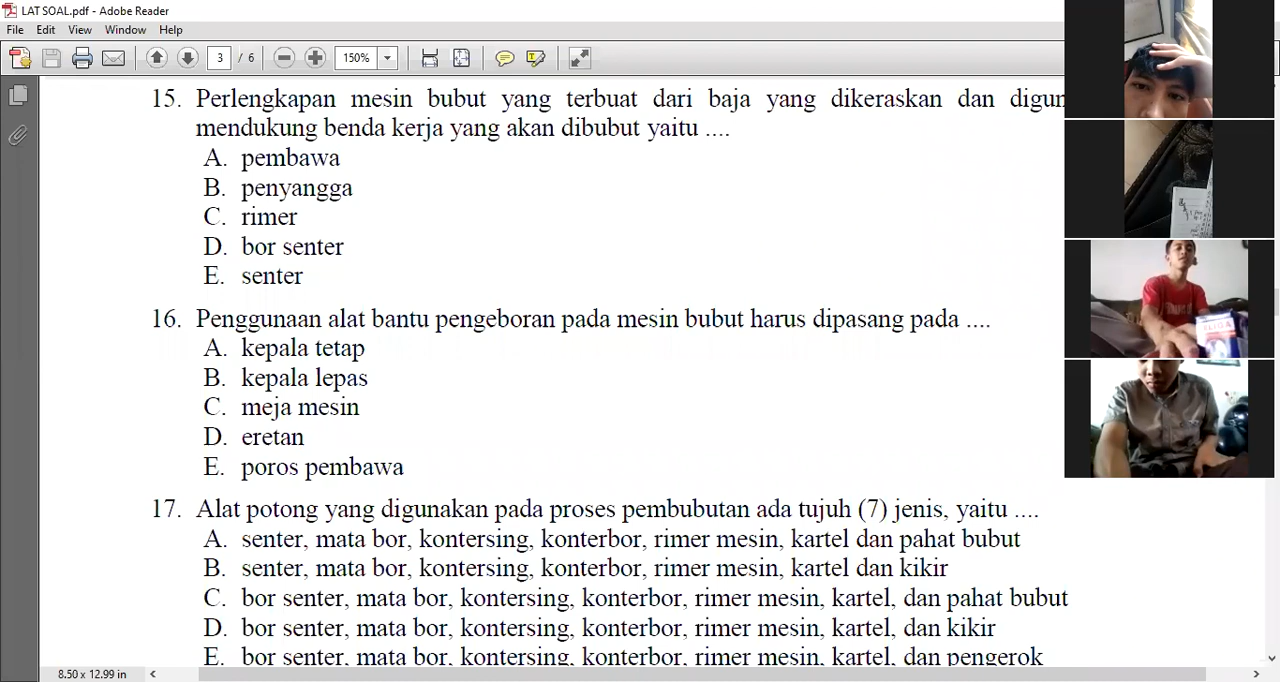 LAT SOAL.pdf - Adobe Reader
File Edit View Window Help
3 / 6 150%
15. Perlengkapan mesin bubut yang terbuat dari baja yang dikeraskan dan digun
mendukung benda kerja yang akan dibubut yaitu ....
A. pembawa
B. penyangga
C. rimer
D. bor senter
E. senter
16. Penggunaan alat bantu pengeboran pada mesin bubut harus dipasang pada ....
A. kepala tetap
B. kepala lepas
C. meja mesin
D. eretan
E. poros pembawa
17. Alat potong yang digunakan pada proses pembubutan ada tujuh (7) jenis, yaitu ....
A. senter, mata bor, kontersing, konterbor, rimer mesin, kartel dan pahat bubut
B. senter, mata bor, kontersing, konterbor, rimer mesin, kartel dan kikir
C. bor senter, mata bor, kontersing, konterbor, rimer mesin, kartel, dan pahat bubut
D. bor senter, mata bor, kontersing, konterbor, rimer mesin, kartel, dan kikir
E. bor senter, mata bor, kontersing, konterbor, rimer mesin, kartel, dan pengerok
8.50 x 12.99 in